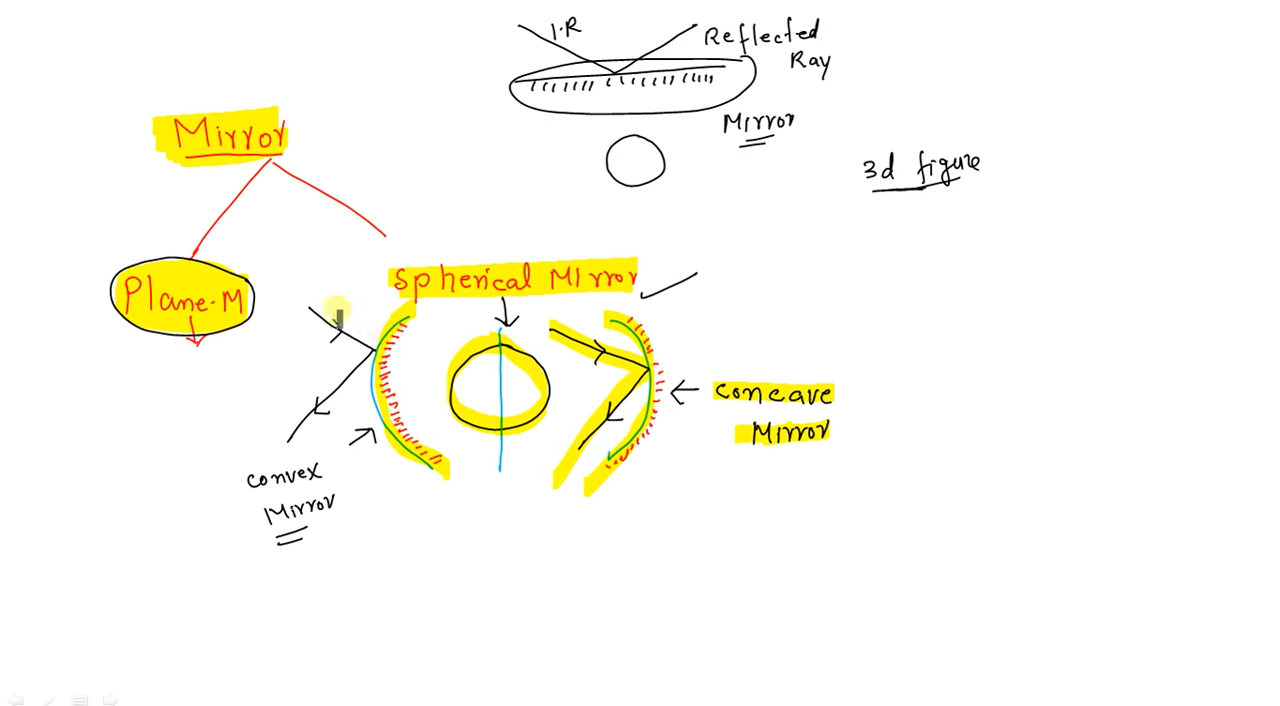 I.R
Reflected
Ray
Mirror
Mirror
3d figure
Plane-M
Spherical Mirror
concave
Mirror
convex
Mirror